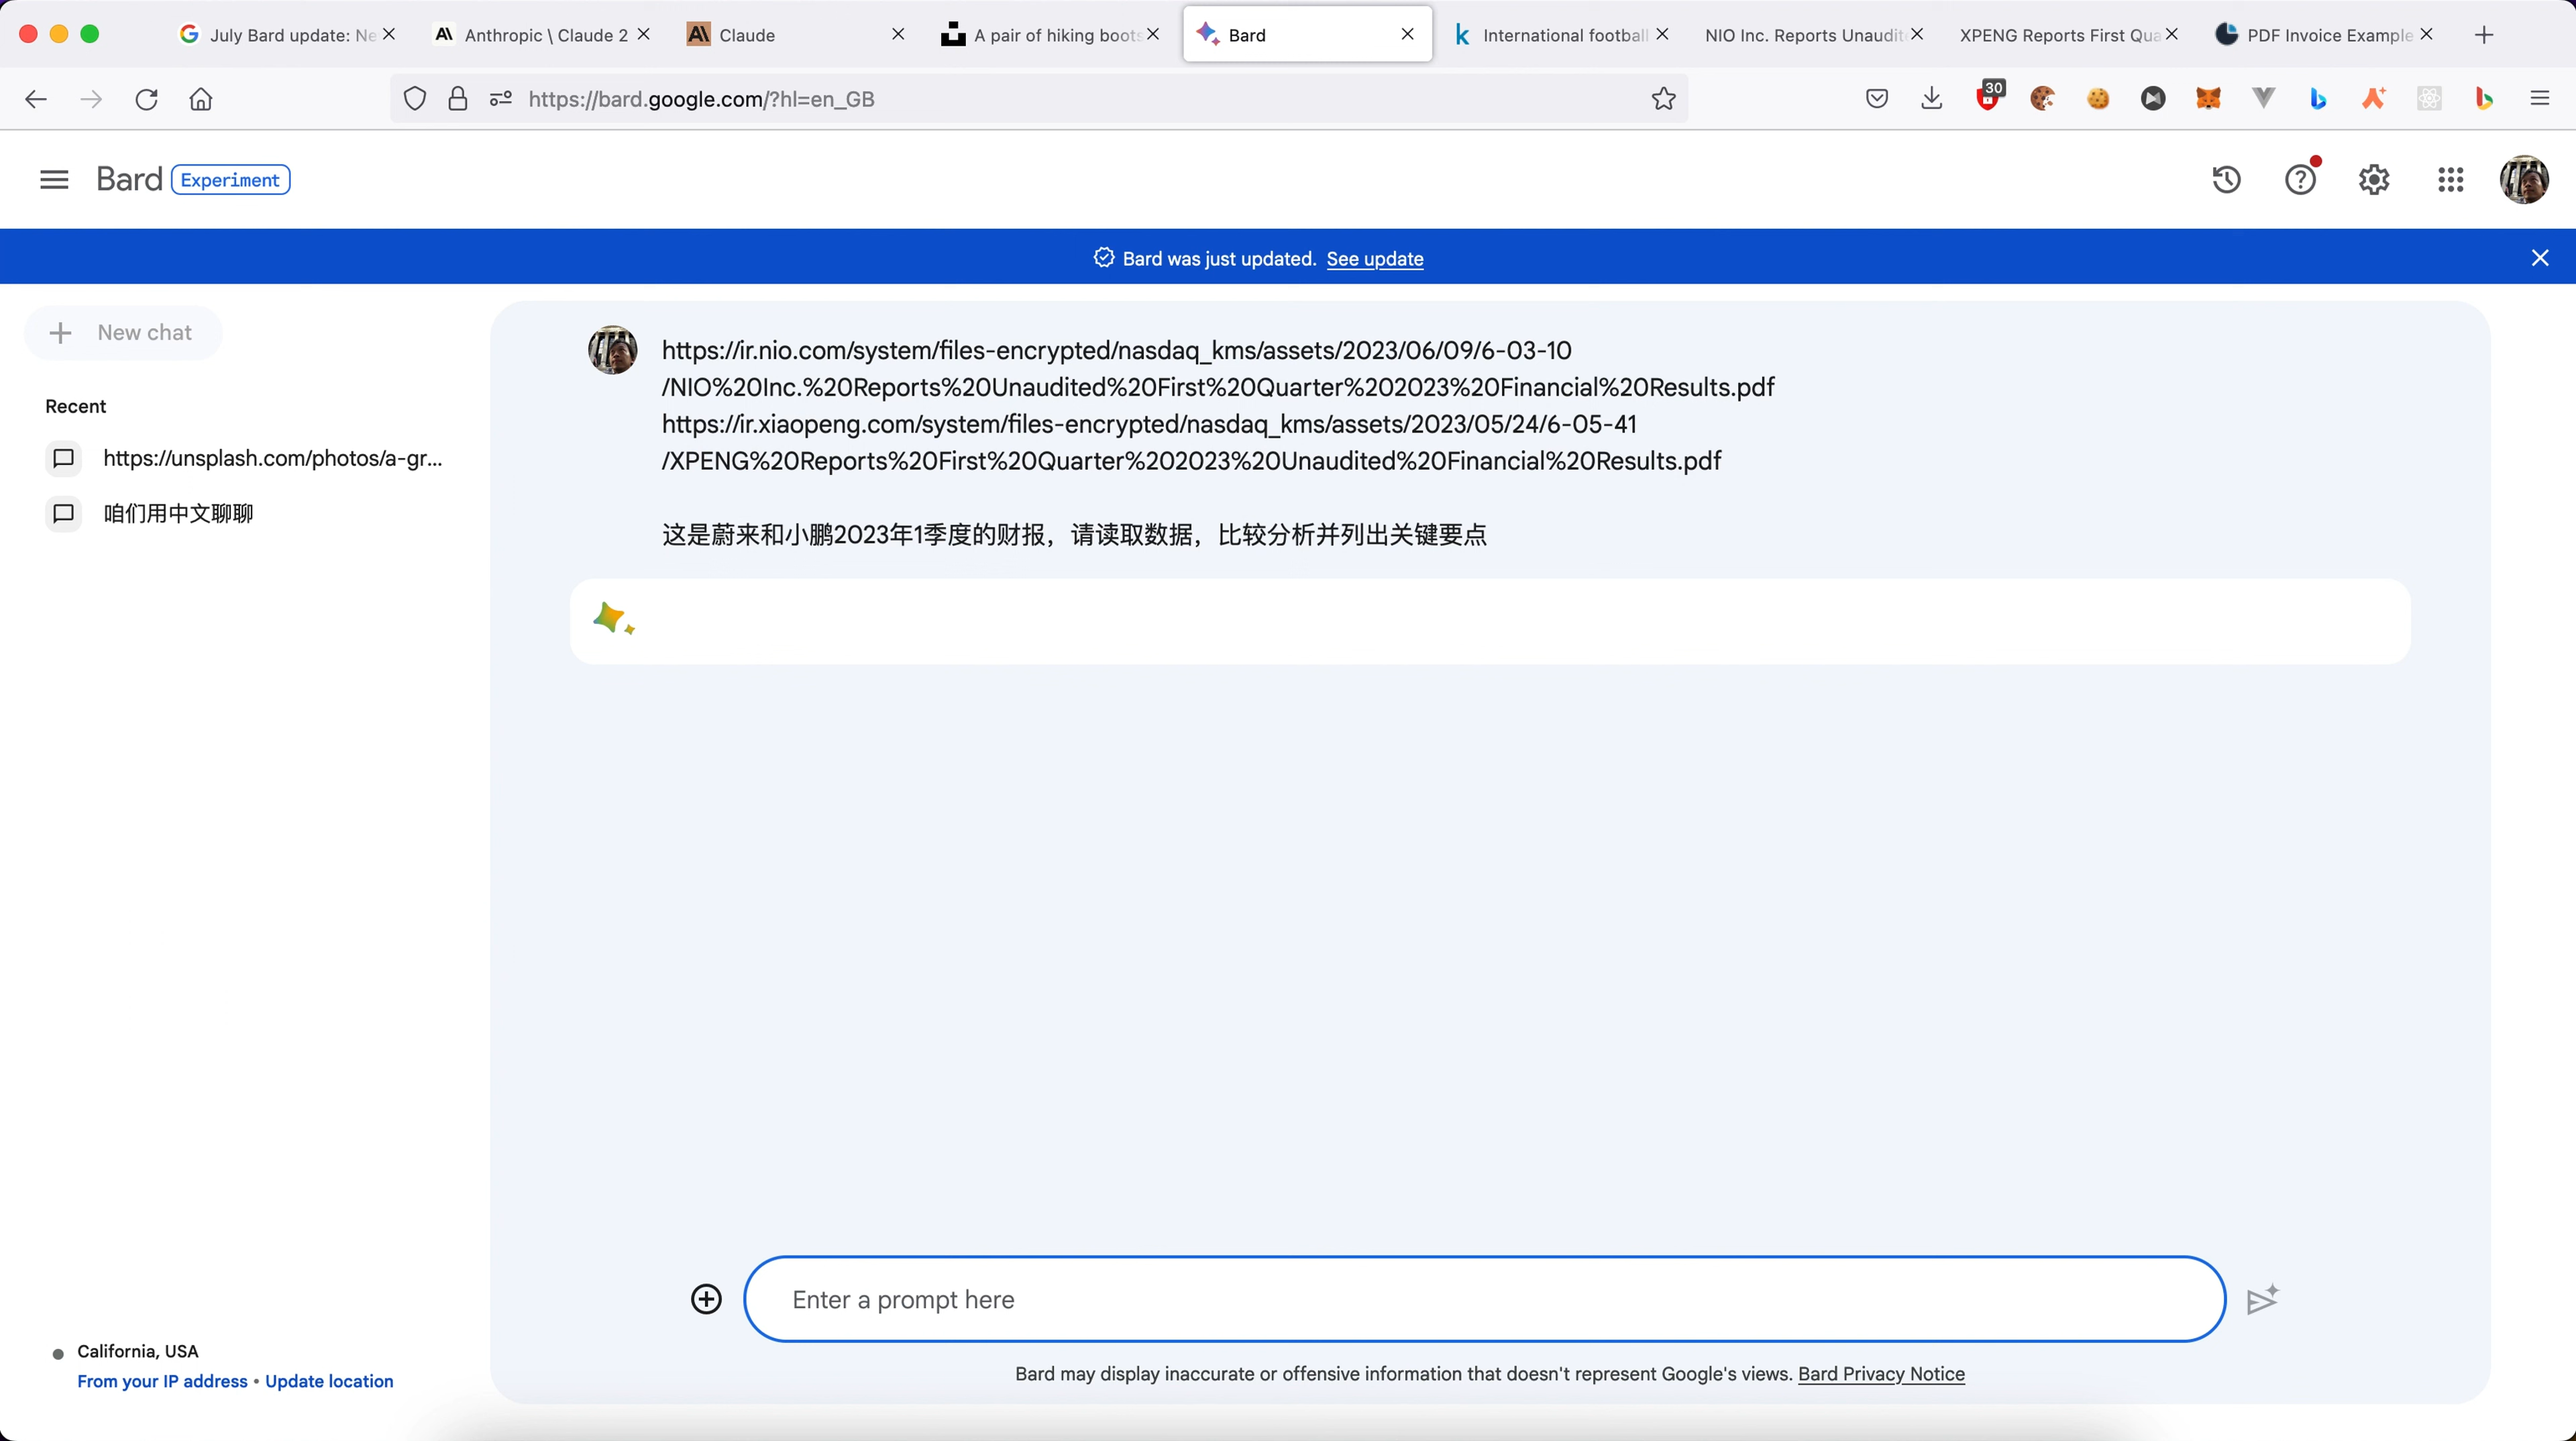 July Bard update: Ne
Anthropic \ Claude 2
Claude
A pair of hiking boots
Bard
International football
NIO Inc. Reports Unaudit
XPENG Reports First Qua
PDF Invoice Example
https://bard.google.com/?hl=en_GB
30
Bard Experiment
Bard was just updated. See update
New chat
Recent
https://unsplash.com/photos/a-gr...
咱们用中文聊聊
https://ir.nio.com/system/files-encrypted/nasdaq_kms/assets/2023/06/09/6-03-10
/NIO%20Inc.%20Reports%20Unaudited%20First%20Quarter%202023%20Financial%20Results.pdf
https://ir.xiaopeng.com/system/files-encrypted/nasdaq_kms/assets/2023/05/24/6-05-41
/XPENG%20Reports%20First%20Quarter%202023%20Unaudited%20Financial%20Results.pdf
这是蔚来和小鹏2023年1季度的财报，请读取数据，比较分析并列出关键要点
Enter a prompt here
California, USA
From your IP address • Update location
Bard may display inaccurate or offensive information that doesn't represent Google's views. Bard Privacy Notice